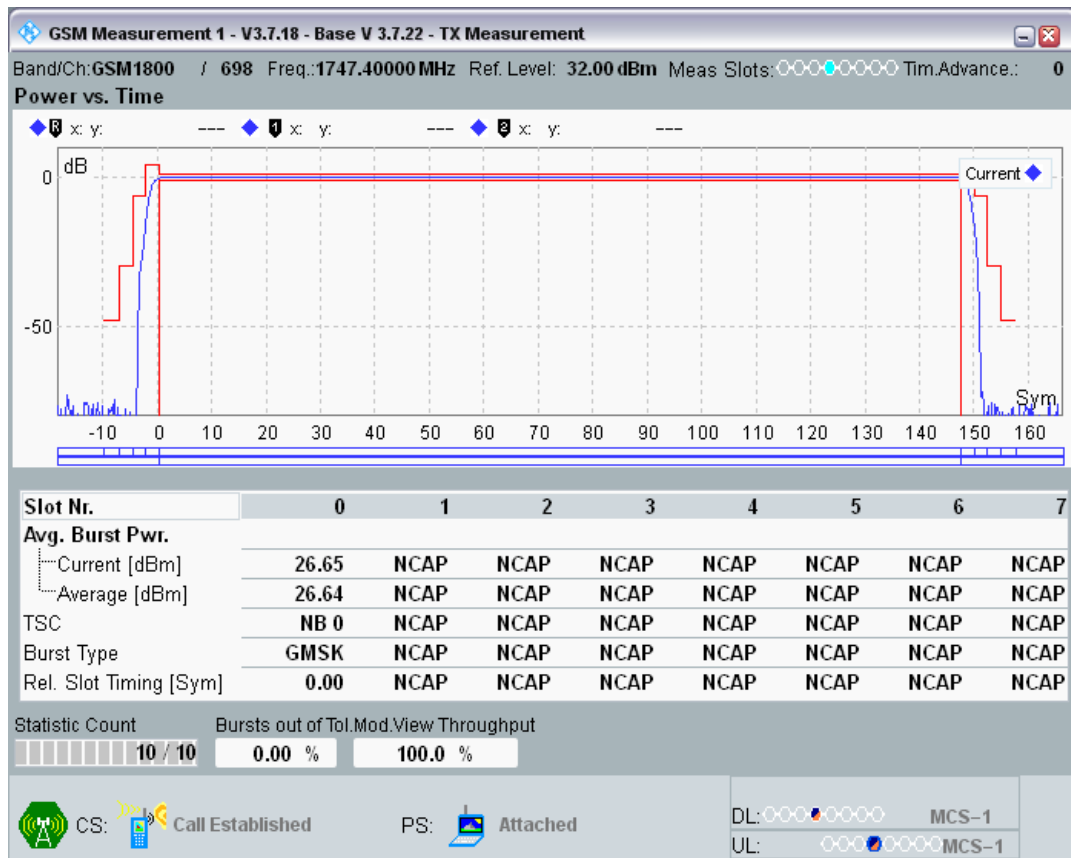 GSM Measurement 1 - V3.7.18 - Base V 3.7.22 - TX Measurement
Band/Ch:GSM1800 / 698 Freq.:1747.40000 MHz Ref. Level: 32.00 dBm Meas Slots: Tim.Advance.: 0
Power vs. Time
R x: y: --- 1 x: y: --- 2 x: y: ---
dB
Current
0
-50
Sym
-10 0 10 20 30 40 50 60 70 80 90 100 110 120 130 140 150 160
Slot Nr. 0 1 2 3 4 5 6 7
Avg. Burst Pwr.
Current [dBm] 26.65 NCAP NCAP NCAP NCAP NCAP NCAP NCAP
Average [dBm] 26.64 NCAP NCAP NCAP NCAP NCAP NCAP NCAP
TSC NB 0 NCAP NCAP NCAP NCAP NCAP NCAP NCAP
Burst Type GMSK NCAP NCAP NCAP NCAP NCAP NCAP NCAP
Rel. Slot Timing [Sym] 0.00 NCAP NCAP NCAP NCAP NCAP NCAP NCAP
Statistic Count Bursts out of Tol. Mod.View Throughput
10 / 10 0.00 % 100.0 %
CS: Call Established PS: Attached DL: MCS-1
UL: MCS-1